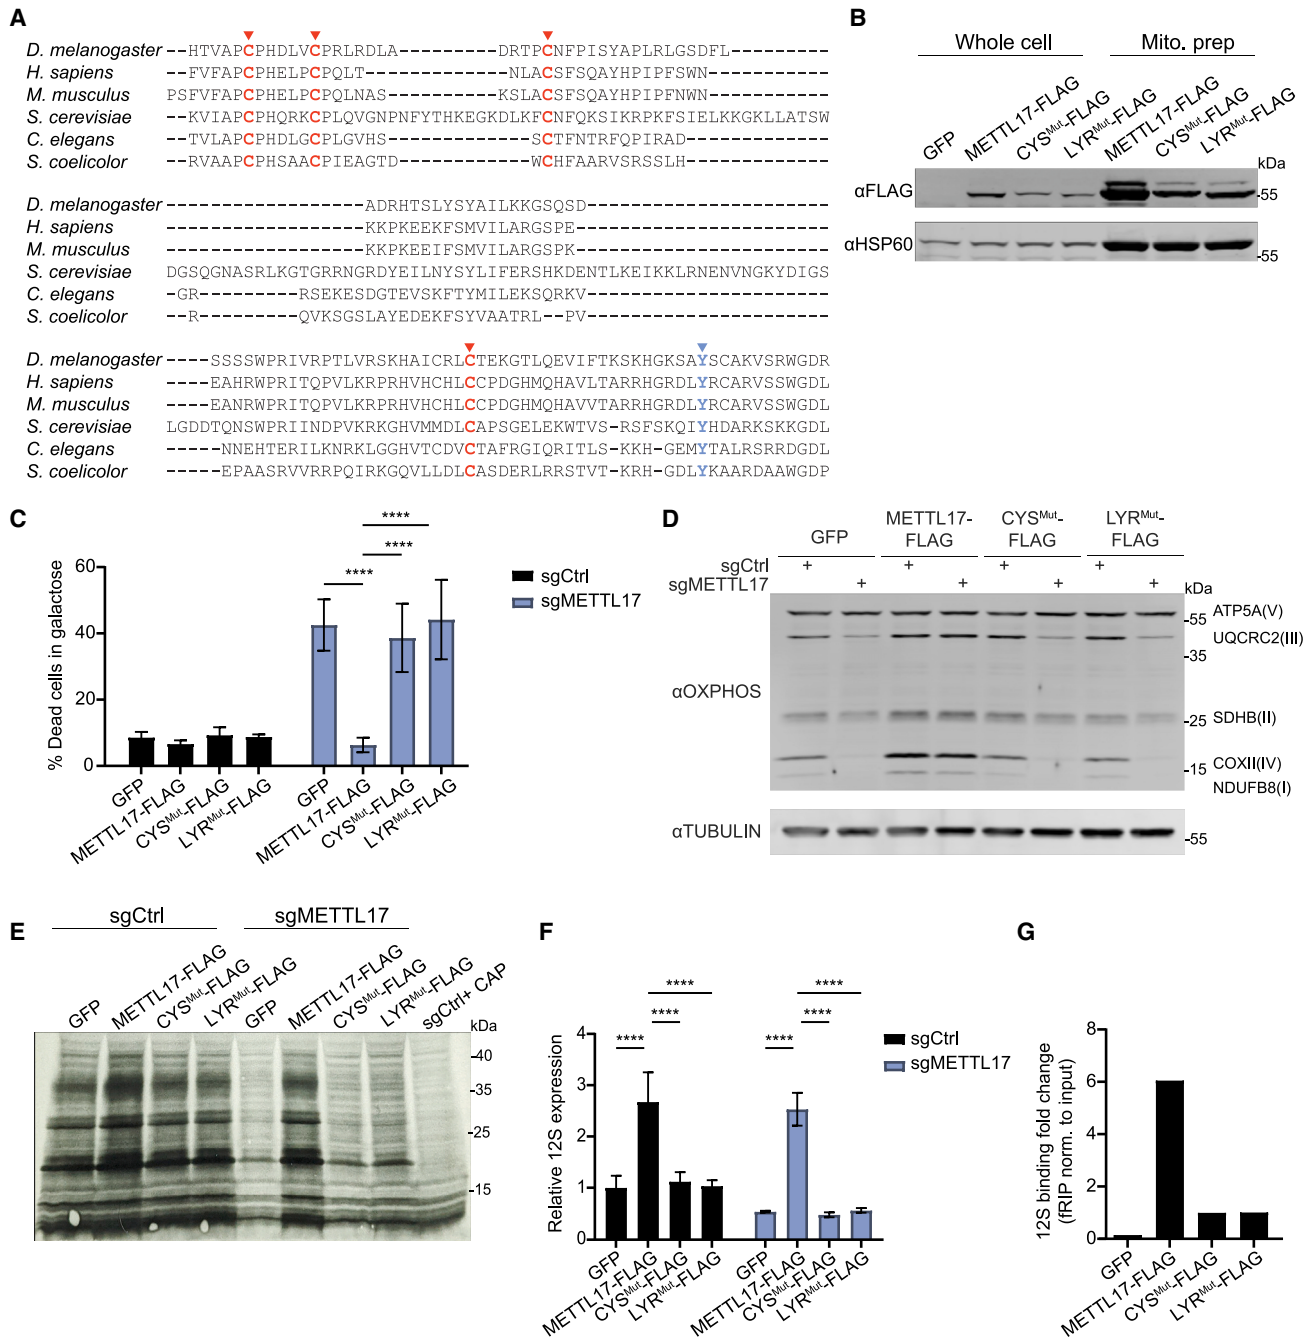 A
D. melanogaster --HTVAPCPHDLVCPRLRDLA----------DRTPCNFPISYAPLRLGSDFL----------
H. sapiens --FVFAPCPHELPCPQLT--------------NLACSFSQAYHPIPFSWN------------
M. musculus PSFVFAPCPHELPCPQLNAS-----------KSLACSFSQAYHPIPFNWN------------
S. cerevisiae --KVIAPCPHQRKCPLQVGNPNFYTHKEGKDLKFCNFQKSIKRPKFSIELKKGKLLATSW
C. elegans --TVLAPCPHDLGCPLGVHS--------------SCTFNTRFQPIRAD--------------
S. coelicolor --RVAAPCPHSAACPIEAGTD-------------WCHFAARVSRSSLH--------------
D. melanogaster ------------------ADRHTSLYSYAILKKGSQSD----------------------
H. sapiens ------------------KKPKEEKFSMVILARGSPE-----------------------
M. musculus ------------------KKPKEEIFSMVILARGSPK-----------------------
S. cerevisiae DGSQGNASRLKGTGRRNGRDYEILNYSYLIFERSHKDENTLKEIKKLRNENVNGKYDIGS
C. elegans -GR---------RSEKESDGTEVSKFTYMILEKSQRKV----------------------
S. coelicolor --R---------QVKSGSLAYEDEKFSYVAATRL--PV----------------------
D. melanogaster ----SSSSWPRIVRPTLVRSKHAICRLCTEKGTLQEVIFTKSKHGKSAYSCAKVSRWGDR
H. sapiens ----EAHRWPRITQPVLKRPRHVHCHLCCPDGHMQHAVLTARRHGRDLYRCARVSSWGDL
M. musculus ----EANRWPRITQPVLKRPRHVHCHLCCPDGHMQHAVVTARRHGRDLYRCARVSSWGDL
S. cerevisiae LGDDTQNSWPRIINDPVKRKGHVMMDLCAPSGELEKWTVS-RSFSKQIYHDARKSKKGDL
C. elegans -----NNEHTERILKNRKLGGHVTCDVCTAFRGIQRITLS-KKH-GEMYTALRSRRDGDL
S. coelicolor -----EPAASRVVRRPQIRKGQVLLDLCASDERLRRSTVT-KRH-GDLYKAARDAAWGDP
B
Whole cell Mito. prep
GFP METTL17-FLAG CYSMut-FLAG LYRMut-FLAG METTL17-FLAG CYSMut-FLAG LYRMut-FLAG
kDa
αFLAG -55
αHSP60 -55
C
% Dead cells in galactose
60
40
20
0
**** **** ****
sgCtrl
sgMETTL17
GFP METTL17-FLAG CYSMut-FLAG LYRMut-FLAG GFP METTL17-FLAG CYSMut-FLAG LYRMut-FLAG
D
GFP METTL17-FLAG CYSMut-FLAG LYRMut-FLAG
sgCtrl + + + +
sgMETTL17 + + + +
kDa
αOXPHOS
-55
-35
-25
-15
ATP5A(V)
UQCRC2(III)
SDHB(II)
COXII(IV)
NDUFB8(I)
αTUBULIN -55
E
sgCtrl sgMETTL17
GFP METTL17-FLAG CYSMut-FLAG LYRMut-FLAG GFP METTL17-FLAG CYSMut-FLAG LYRMut-FLAG sgCtrl+ CAP
kDa
-40
-35
-25
-15
F
Relative 12S expression
4
3
2
1
0
**** **** **** **** **** ****
sgCtrl
sgMETTL17
GFP METTL17-FLAG CYSMut-FLAG LYRMut-FLAG GFP METTL17-FLAG CYSMut-FLAG LYRMut-FLAG
G
12S binding fold change
(fRIP norm. to input)
8
6
4
2
0
GFP METTL17-FLAG CYSMut-FLAG LYRMut-FLAG